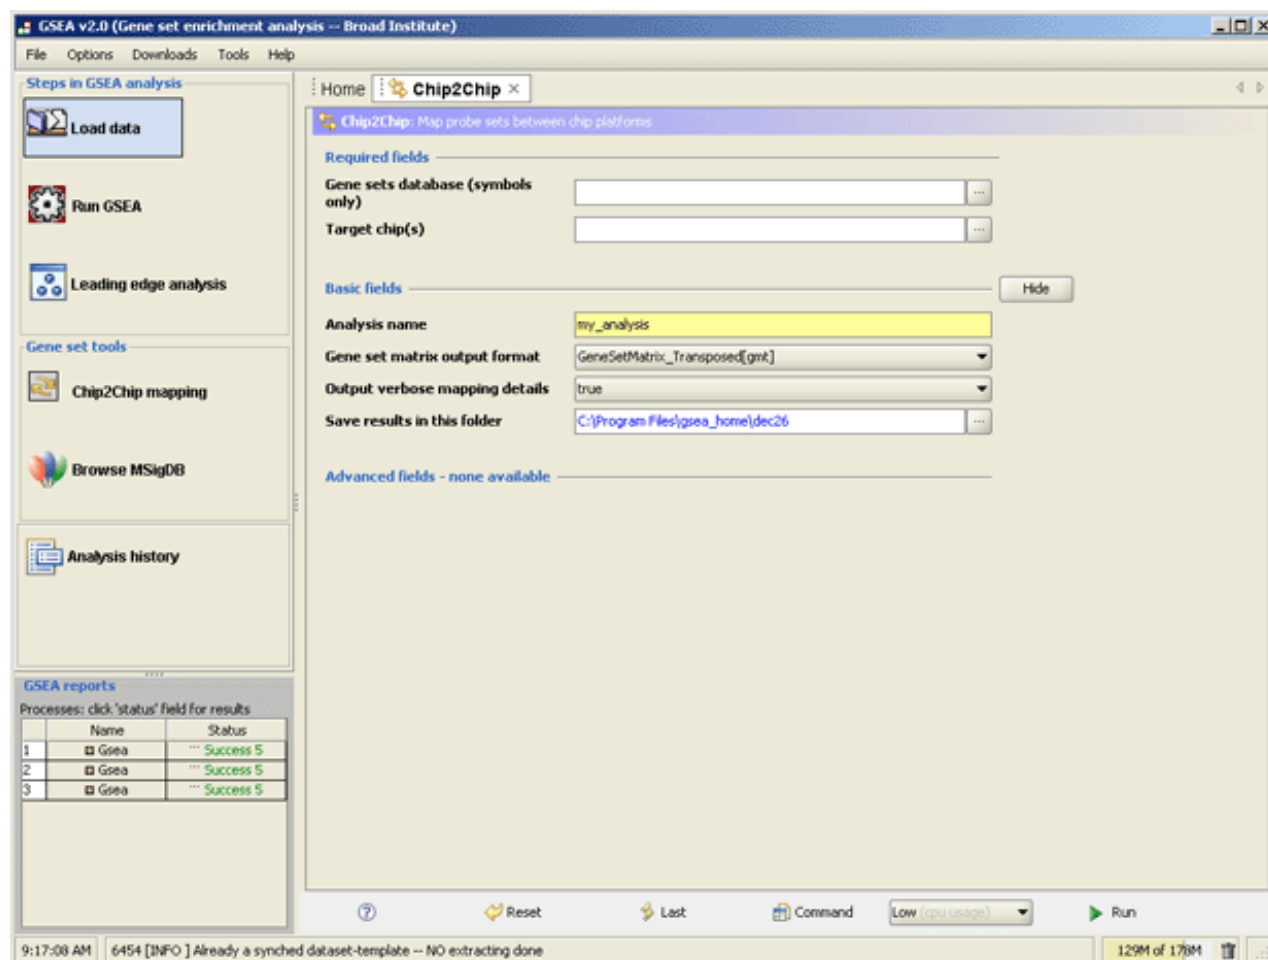 GSEA v2.0 (Gene set enrichment analysis -- Broad Institute)
File Options Downloads Tools Help
Steps in GSEA analysis
Load data
Run GSEA
Leading edge analysis
Gene set tools
Chip2Chip mapping
Browse MSigDB
Analysis history
GSEA reports
Processes: click 'status' field for results
Name Status
1 Gsea ... Success 5
2 Gsea ... Success 5
3 Gsea ... Success 5
Home Chip2Chip ×
Chip2Chip: Map probe sets between chip platforms
Required fields
Gene sets database (symbols
only) ...
Target chip(s) ...
Basic fields Hide
Analysis name my_analysis
Gene set matrix output format GeneSetMatrix_Transposed[gmt]
Output verbose mapping details true
Save results in this folder C:\Program Files\gsea_home\dec26 ...
Advanced fields - none available
? Reset Last Command Low (cpu usage) Run
9:17:08 AM 6454 [INFO ] Already a synched dataset-template -- NO extracting done 129M of 178M